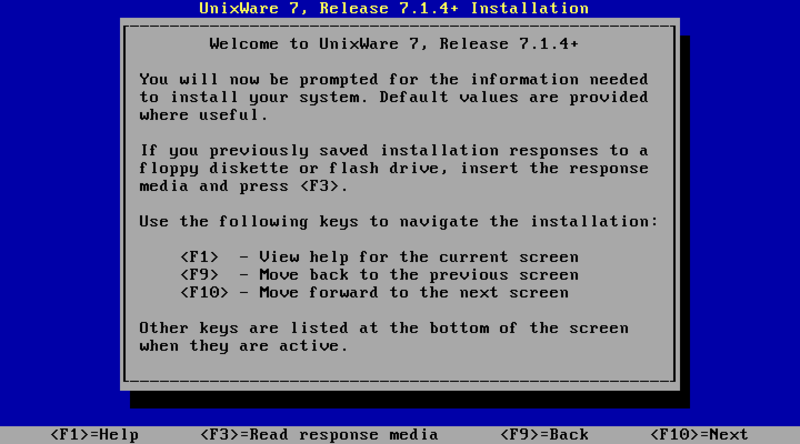 UnixWare 7, Release 7.1.4+ Installation
Welcome to UnixWare 7, Release 7.1.4+
You will now be prompted for the information needed
to install your system. Default values are provided
where useful.
If you previously saved installation responses to a
floppy diskette or flash drive, insert the response
media and press <F3>.
Use the following keys to navigate the installation:
<F1> - View help for the current screen
<F9> - Move back to the previous screen
<F10> - Move forward to the next screen
Other keys are listed at the bottom of the screen
when they are active.
<F1>=Help <F3>=Read response media <F9>=Back <F10>=Next